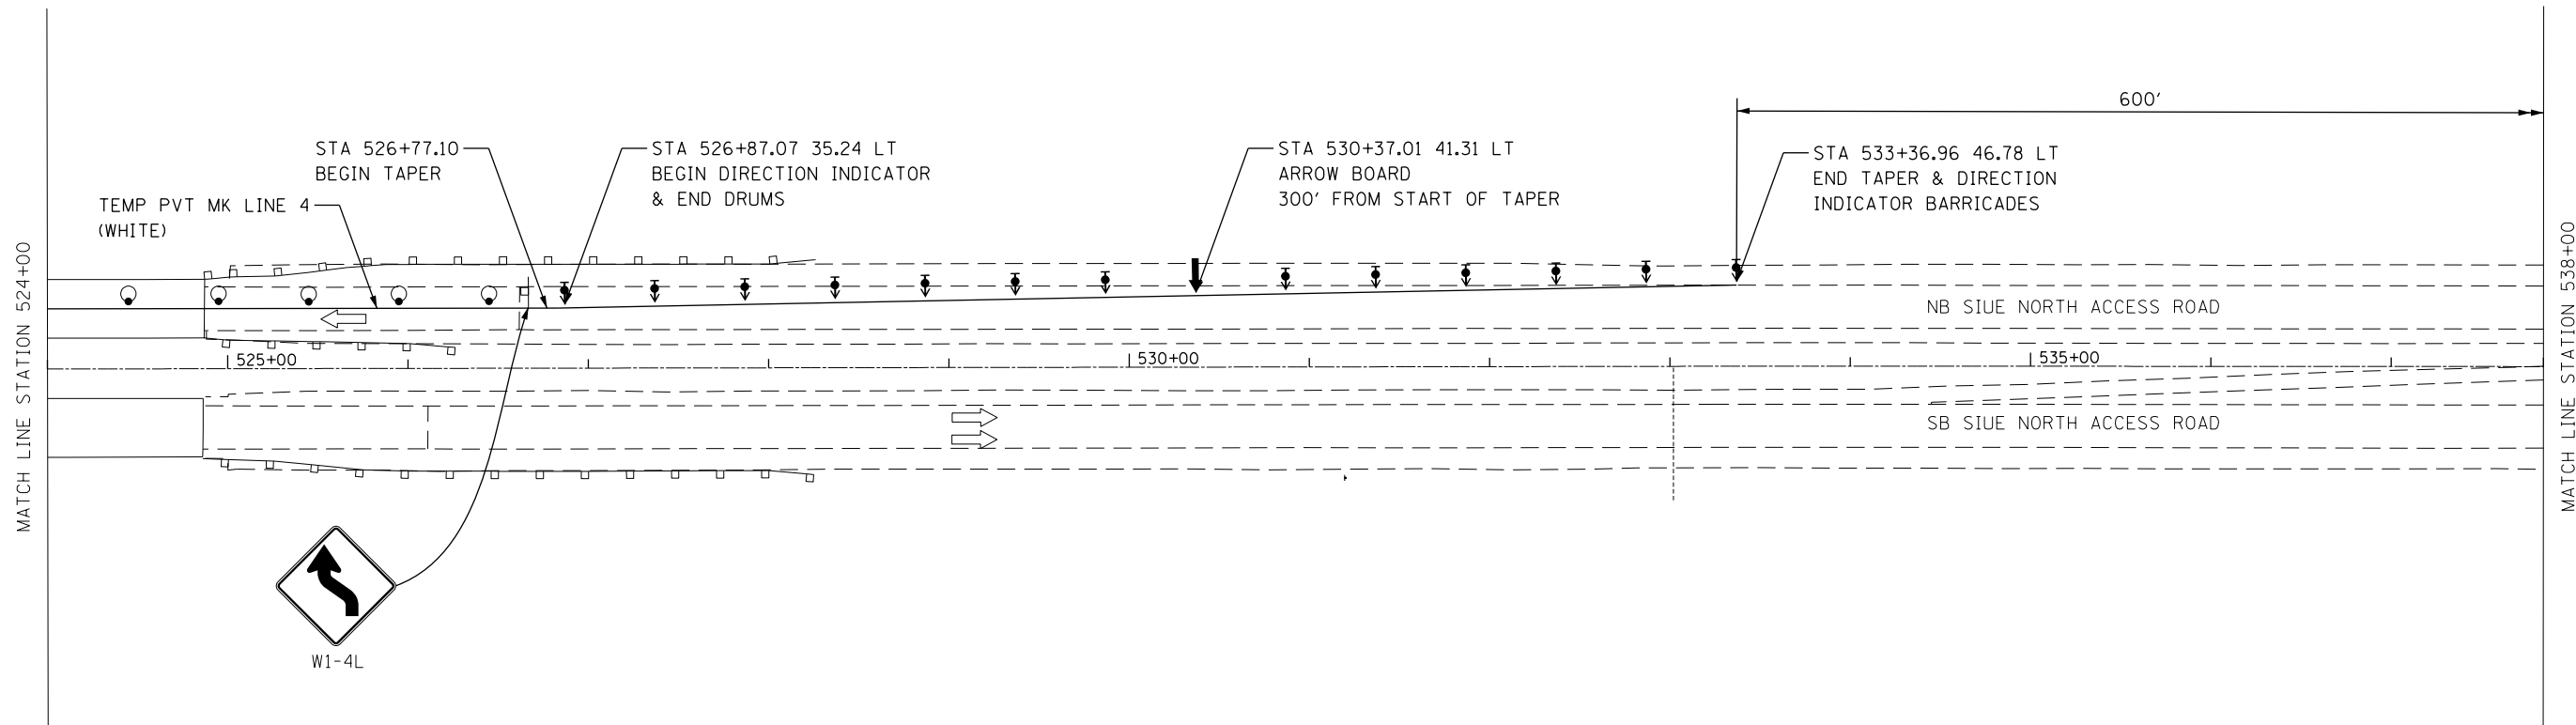 600'
STA 526+77.10
BEGIN TAPER
STA 526+87.07 35.24 LT
BEGIN DIRECTION INDICATOR
& END DRUMS
STA 530+37.01 41.31 LT
ARROW BOARD
300' FROM START OF TAPER
STA 533+36.96 46.78 LT
END TAPER & DIRECTION
INDICATOR BARRICADES
TEMP PVT MK LINE 4
(WHITE)
MATCH LINE STATION 524+00
MATCH LINE STATION 538+00
NB SIUE NORTH ACCESS ROAD
525+00
530+00
535+00
SB SIUE NORTH ACCESS ROAD
W1-4L